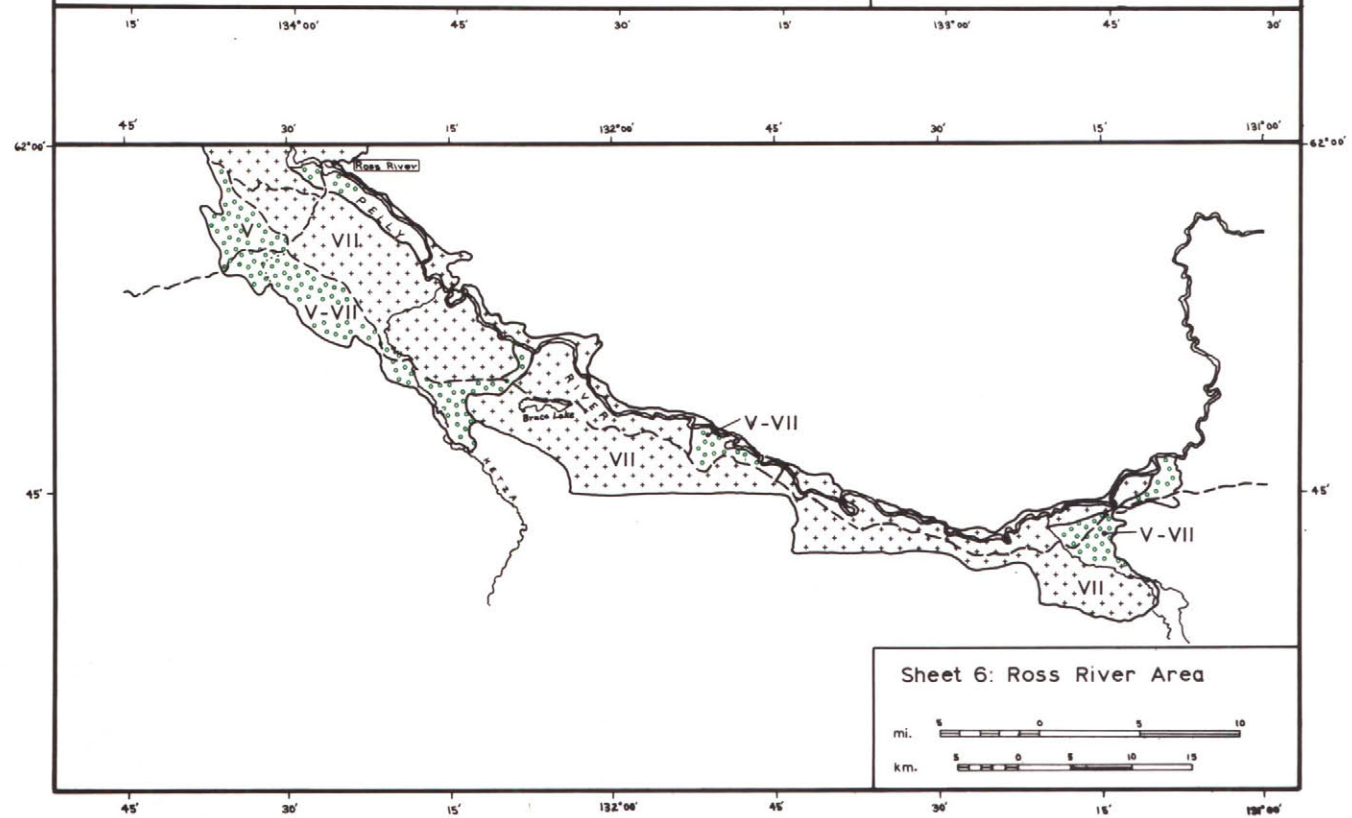 15′ 134°00′ 45′ 30′ 15′ 133°00′ 45′ 30′
45′ 30′ 15′ 132°00′ 45′ 30′ 15′ 131°00′
62°00′ 62°00′
Ross River
PELLY
V
VII
V-VII
RIVER
Bruce Lake
V-VII
VII
KETZA
45′ 45′
V-VII
VII
Sheet 6: Ross River Area
mi. 5 0 5 10
km. 5 0 5 10 15
45′ 30′ 15′ 132°00′ 45′ 30′ 15′ 131°00′